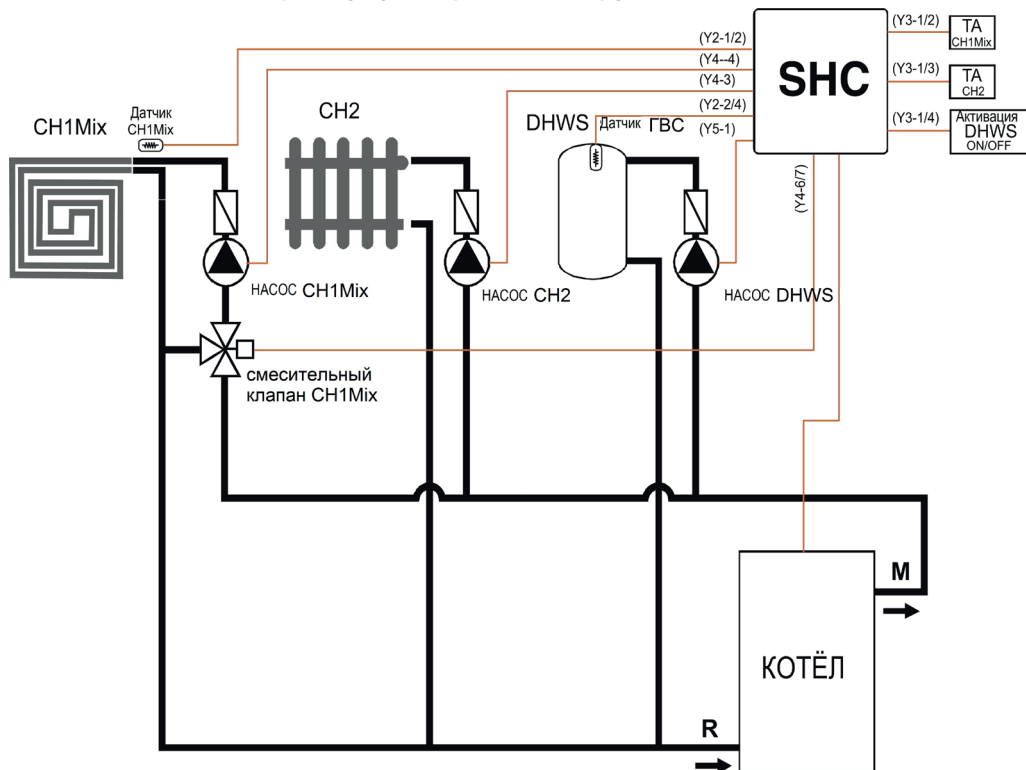 (Y2-1/2)
(Y4--4)
(Y4-3)
(Y2-2/4)
(Y5-1)
SHC
(Y3-1/2)
TA
CH1Mix
(Y3-1/3)
TA
CH2
(Y3-1/4)
Активация
DHWS
ON/OFF
(Y4-6/7)
CH1Mix
Датчик
CH1Mix
CH2
DHWS
Датчик ГВС
НАСОС CH1Mix
НАСОС CH2
НАСОС DHWS
смесительный
клапан CH1Mix
M
КОТЁЛ
R